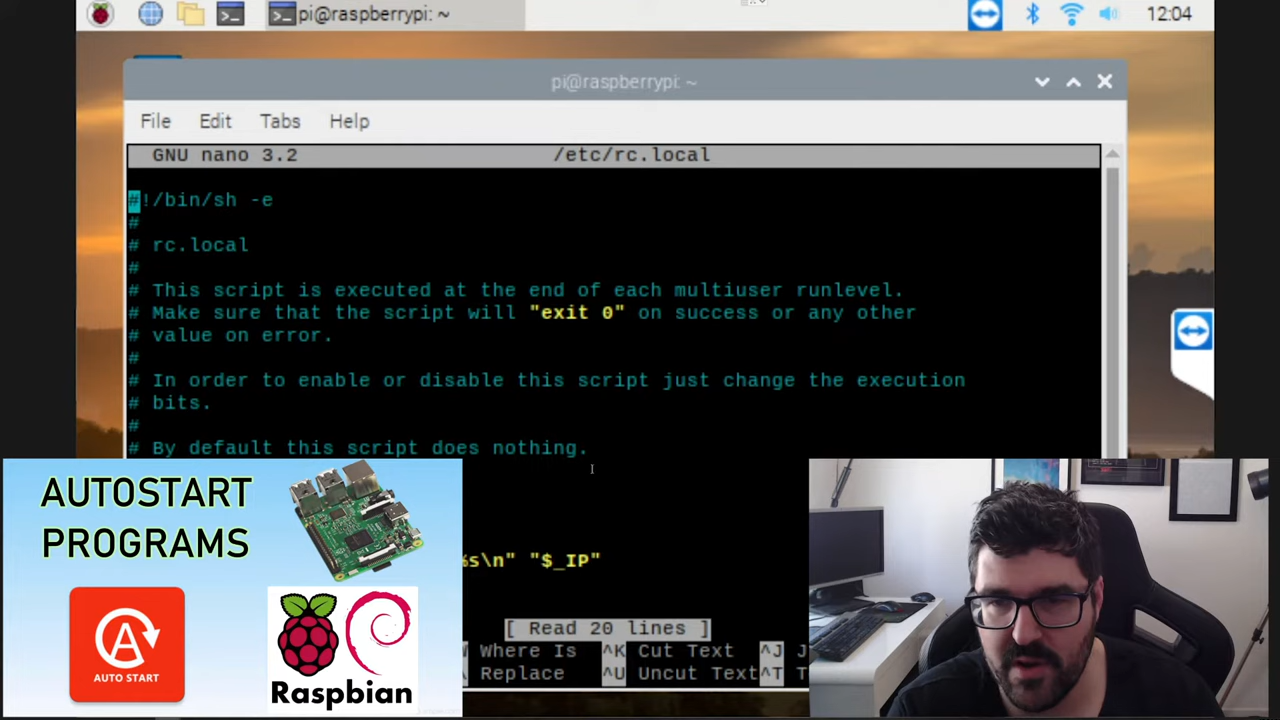 pi@raspberrypi: ~
12:04
pi@raspberrypi: ~
File Edit Tabs Help
GNU nano 3.2 /etc/rc.local
#!/bin/sh -e
#
# rc.local
#
# This script is executed at the end of each multiuser runlevel.
# Make sure that the script will "exit 0" on success or any other
# value on error.
#
# In order to enable or disable this script just change the execution
# bits.
#
# By default this script does nothing.
%s\n" "$_IP"
[ Read 20 lines ]
Where Is ^K Cut Text ^J J
Replace ^U Uncut Text ^T T
AUTOSTART
PROGRAMS
A
AUTO START
Raspbian